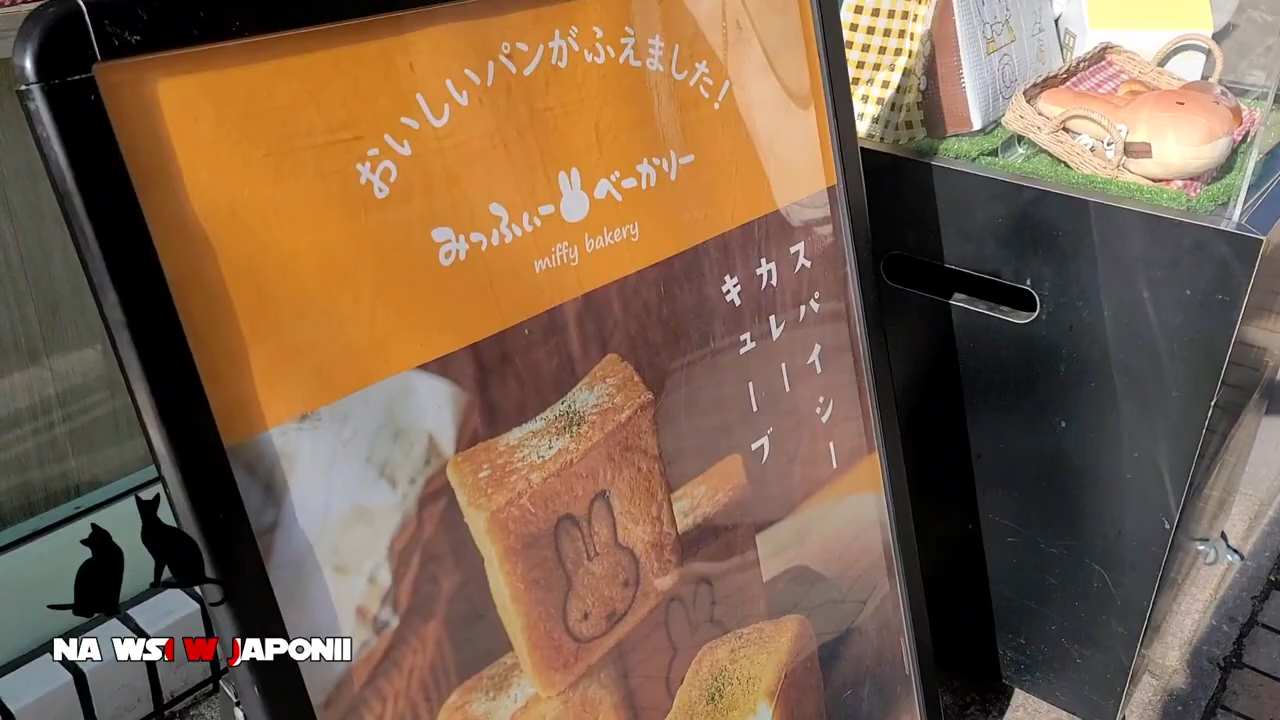 おいしいパンがふえました!
みっふぃーべーかりー
miffy bakery
スパイシー
カレー
キューブ
NA WSI W JAPONII